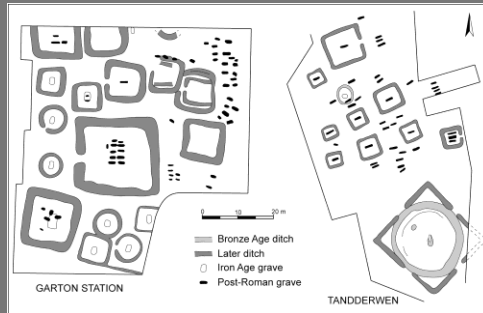 0 10 20 m
Bronze Age ditch
Later ditch
Iron Age grave
Post-Roman grave
GARTON STATION
TANDDERWEN